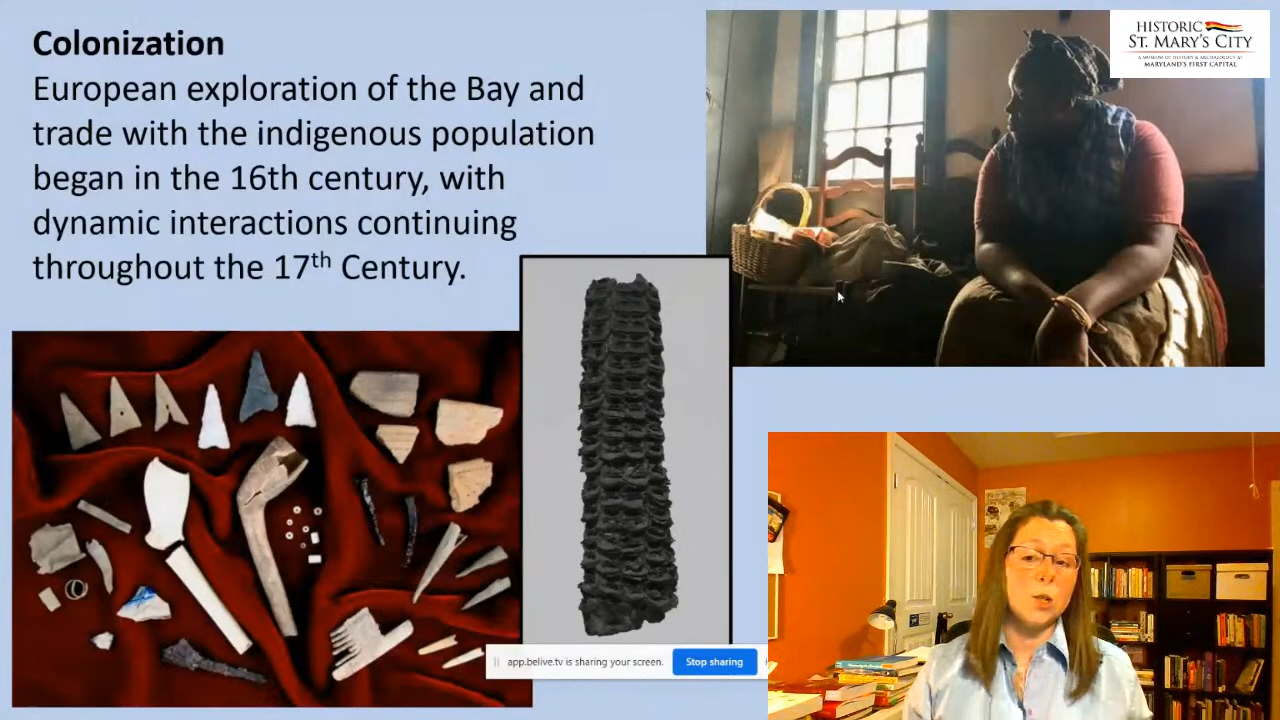 Colonization
European exploration of the Bay and
trade with the indigenous population
began in the 16th century, with
dynamic interactions continuing
throughout the 17th Century.
HISTORIC
ST. MARY'S CITY
A MUSEUM OF HISTORY & ARCHAEOLOGY AT
MARYLAND'S FIRST CAPITAL
app.belive.tv is sharing your screen.
Stop sharing